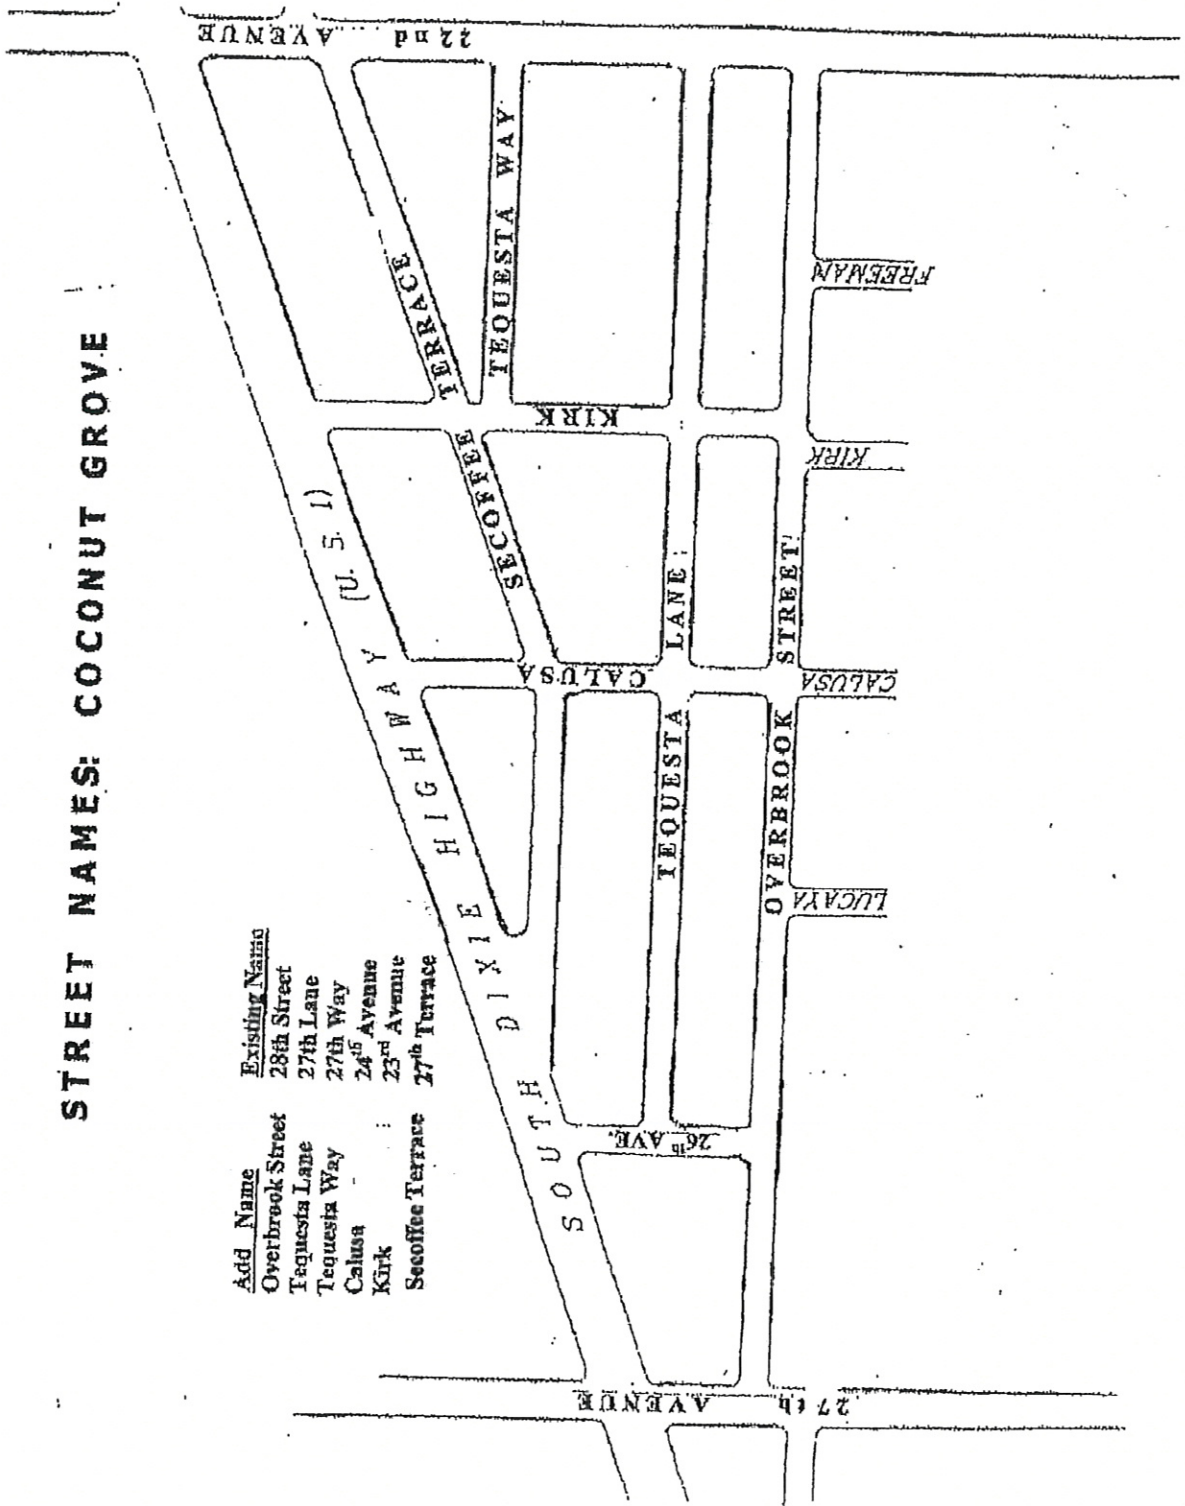 STREET NAMES: COCONUT GROVE
Add Name Existing Name
Overbrook Street 28th Street
Tequesta Lane 27th Lane
Tequesta Way 27th Way
Calusa 24th Avenue
Kirk 23rd Avenue
Secoffee Terrace 27th Terrace
SOUTH DIXIE HIGHWAY (U. S. 1)
22nd AVENUE
SECOFFEE TERRACE
TEQUESTA WAY
KIRK
CALUSA
TEQUESTA LANE
OVERBROOK STREET
26th AVE.
27th AVENUE
LUCAYA
CALUSA
KIRK
FREEMAN